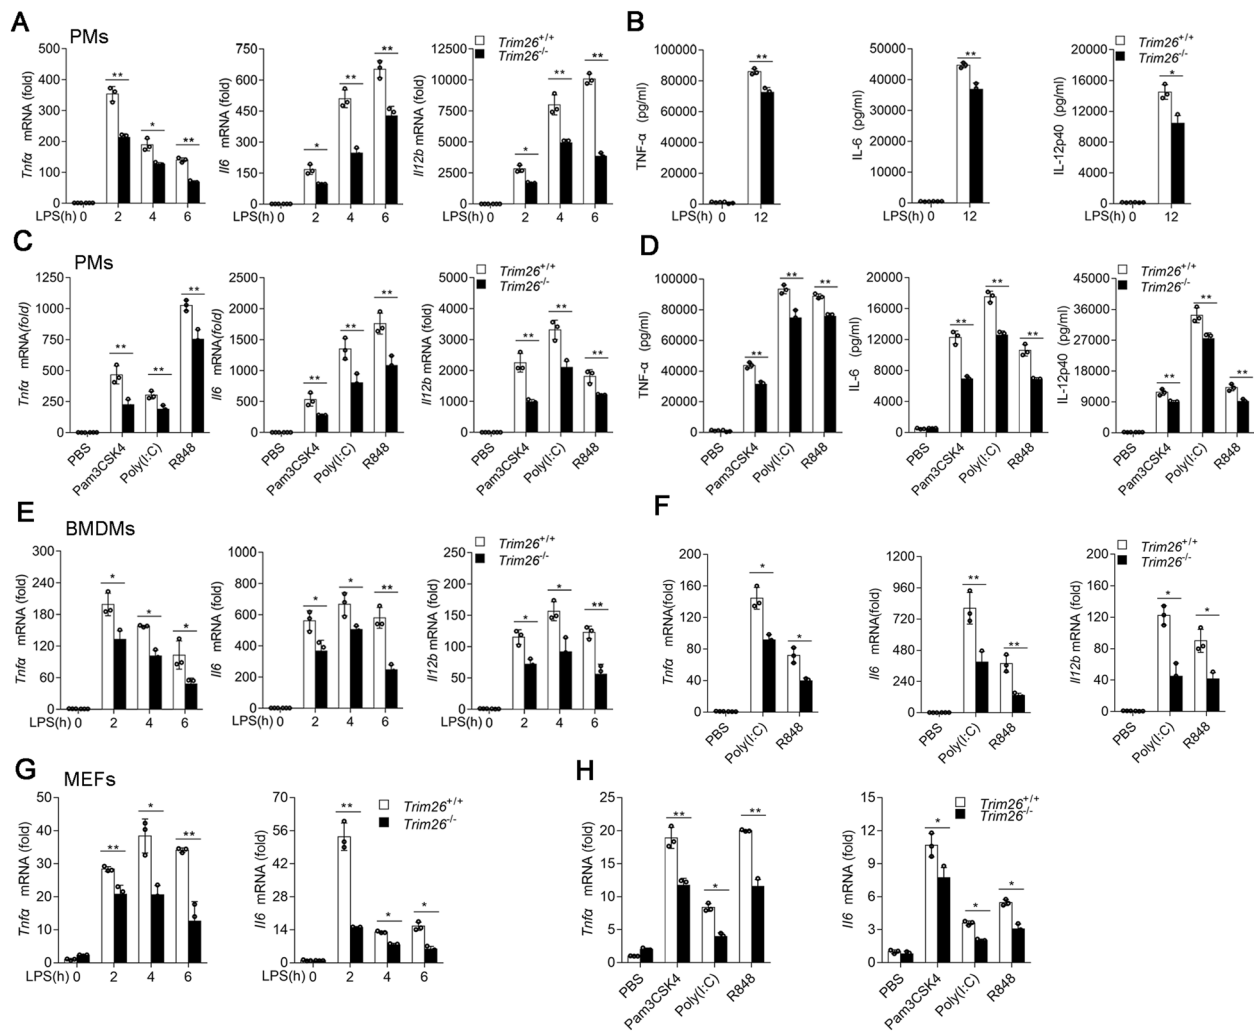 A
PMs
Tnfα mRNA (fold)
500
400
300
200
100
0
** * **
LPS(h) 0 2 4 6
Il6 mRNA (fold)
750
600
450
300
150
0
* ** **
LPS(h) 0 2 4 6
Il12b mRNA (fold)
12500
10000
7500
5000
2500
0
* ** **
LPS(h) 0 2 4 6
Trim26+/+
Trim26-/-
B
TNF-α (pg/ml)
100000
80000
60000
40000
20000
0
**
LPS(h) 0 12
IL-6 (pg/ml)
50000
40000
30000
20000
10000
0
**
LPS(h) 0 12
IL-12p40 (pg/ml)
20000
16000
12000
8000
4000
0
*
LPS(h) 0 12
Trim26+/+
Trim26-/-
C
PMs
Tnfα mRNA(fold)
1250
1000
750
500
250
0
** ** **
PBS Pam3CSK4 Poly(I:C) R848
Il6 mRNA(fold)
2500
2000
1500
1000
500
0
** ** **
PBS Pam3CSK4 Poly(I:C) R848
Il12b mRNA (fold)
5000
4000
3000
2000
1000
0
** ** **
PBS Pam3CSK4 Poly(I:C) R848
Trim26+/+
Trim26-/-
D
TNF-α (pg/ml)
100000
80000
60000
40000
20000
0
** ** **
PBS Pam3CSK4 Poly(I:C) R848
IL-6 (pg/ml)
20000
16000
12000
8000
4000
0
** ** **
PBS Pam3CSK4 Poly(I:C) R848
IL-12p40 (pg/ml)
45000
36000
27000
18000
9000
0
** ** **
PBS Pam3CSK4 Poly(I:C) R848
Trim26+/+
Trim26-/-
E
BMDMs
Tnfα mRNA (fold)
300
240
180
120
60
0
* * *
LPS(h) 0 2 4 6
Il6 mRNA (fold)
1000
800
600
400
200
0
* * **
LPS(h) 0 2 4 6
Il12b mRNA (fold)
250
200
150
100
50
0
* * **
LPS(h) 0 2 4 6
Trim26+/+
Trim26-/-
F
Tnfα mRNA(fold)
200
160
120
80
40
0
* *
PBS Poly(I:C) R848
Il6 mRNA(fold)
1200
960
720
480
240
0
** **
PBS Poly(I:C) R848
Il12b mRNA (fold)
200
160
120
80
40
0
* *
PBS Poly(I:C) R848
Trim26+/+
Trim26-/-
G
MEFs
Tnfα mRNA (fold)
50
40
30
20
10
0
** * **
LPS(h) 0 2 4 6
Il6 mRNA (fold)
70
56
42
28
14
0
** * *
LPS(h) 0 2 4 6
Trim26+/+
Trim26-/-
H
Tnfα mRNA (fold)
25
20
15
10
5
0
** * **
PBS Pam3CSK4 Poly(I:C) R848
Il6 mRNA (fold)
15
12
9
6
3
0
* * *
PBS Pam3CSK4 Poly(I:C) R848
Trim26+/+
Trim26-/-